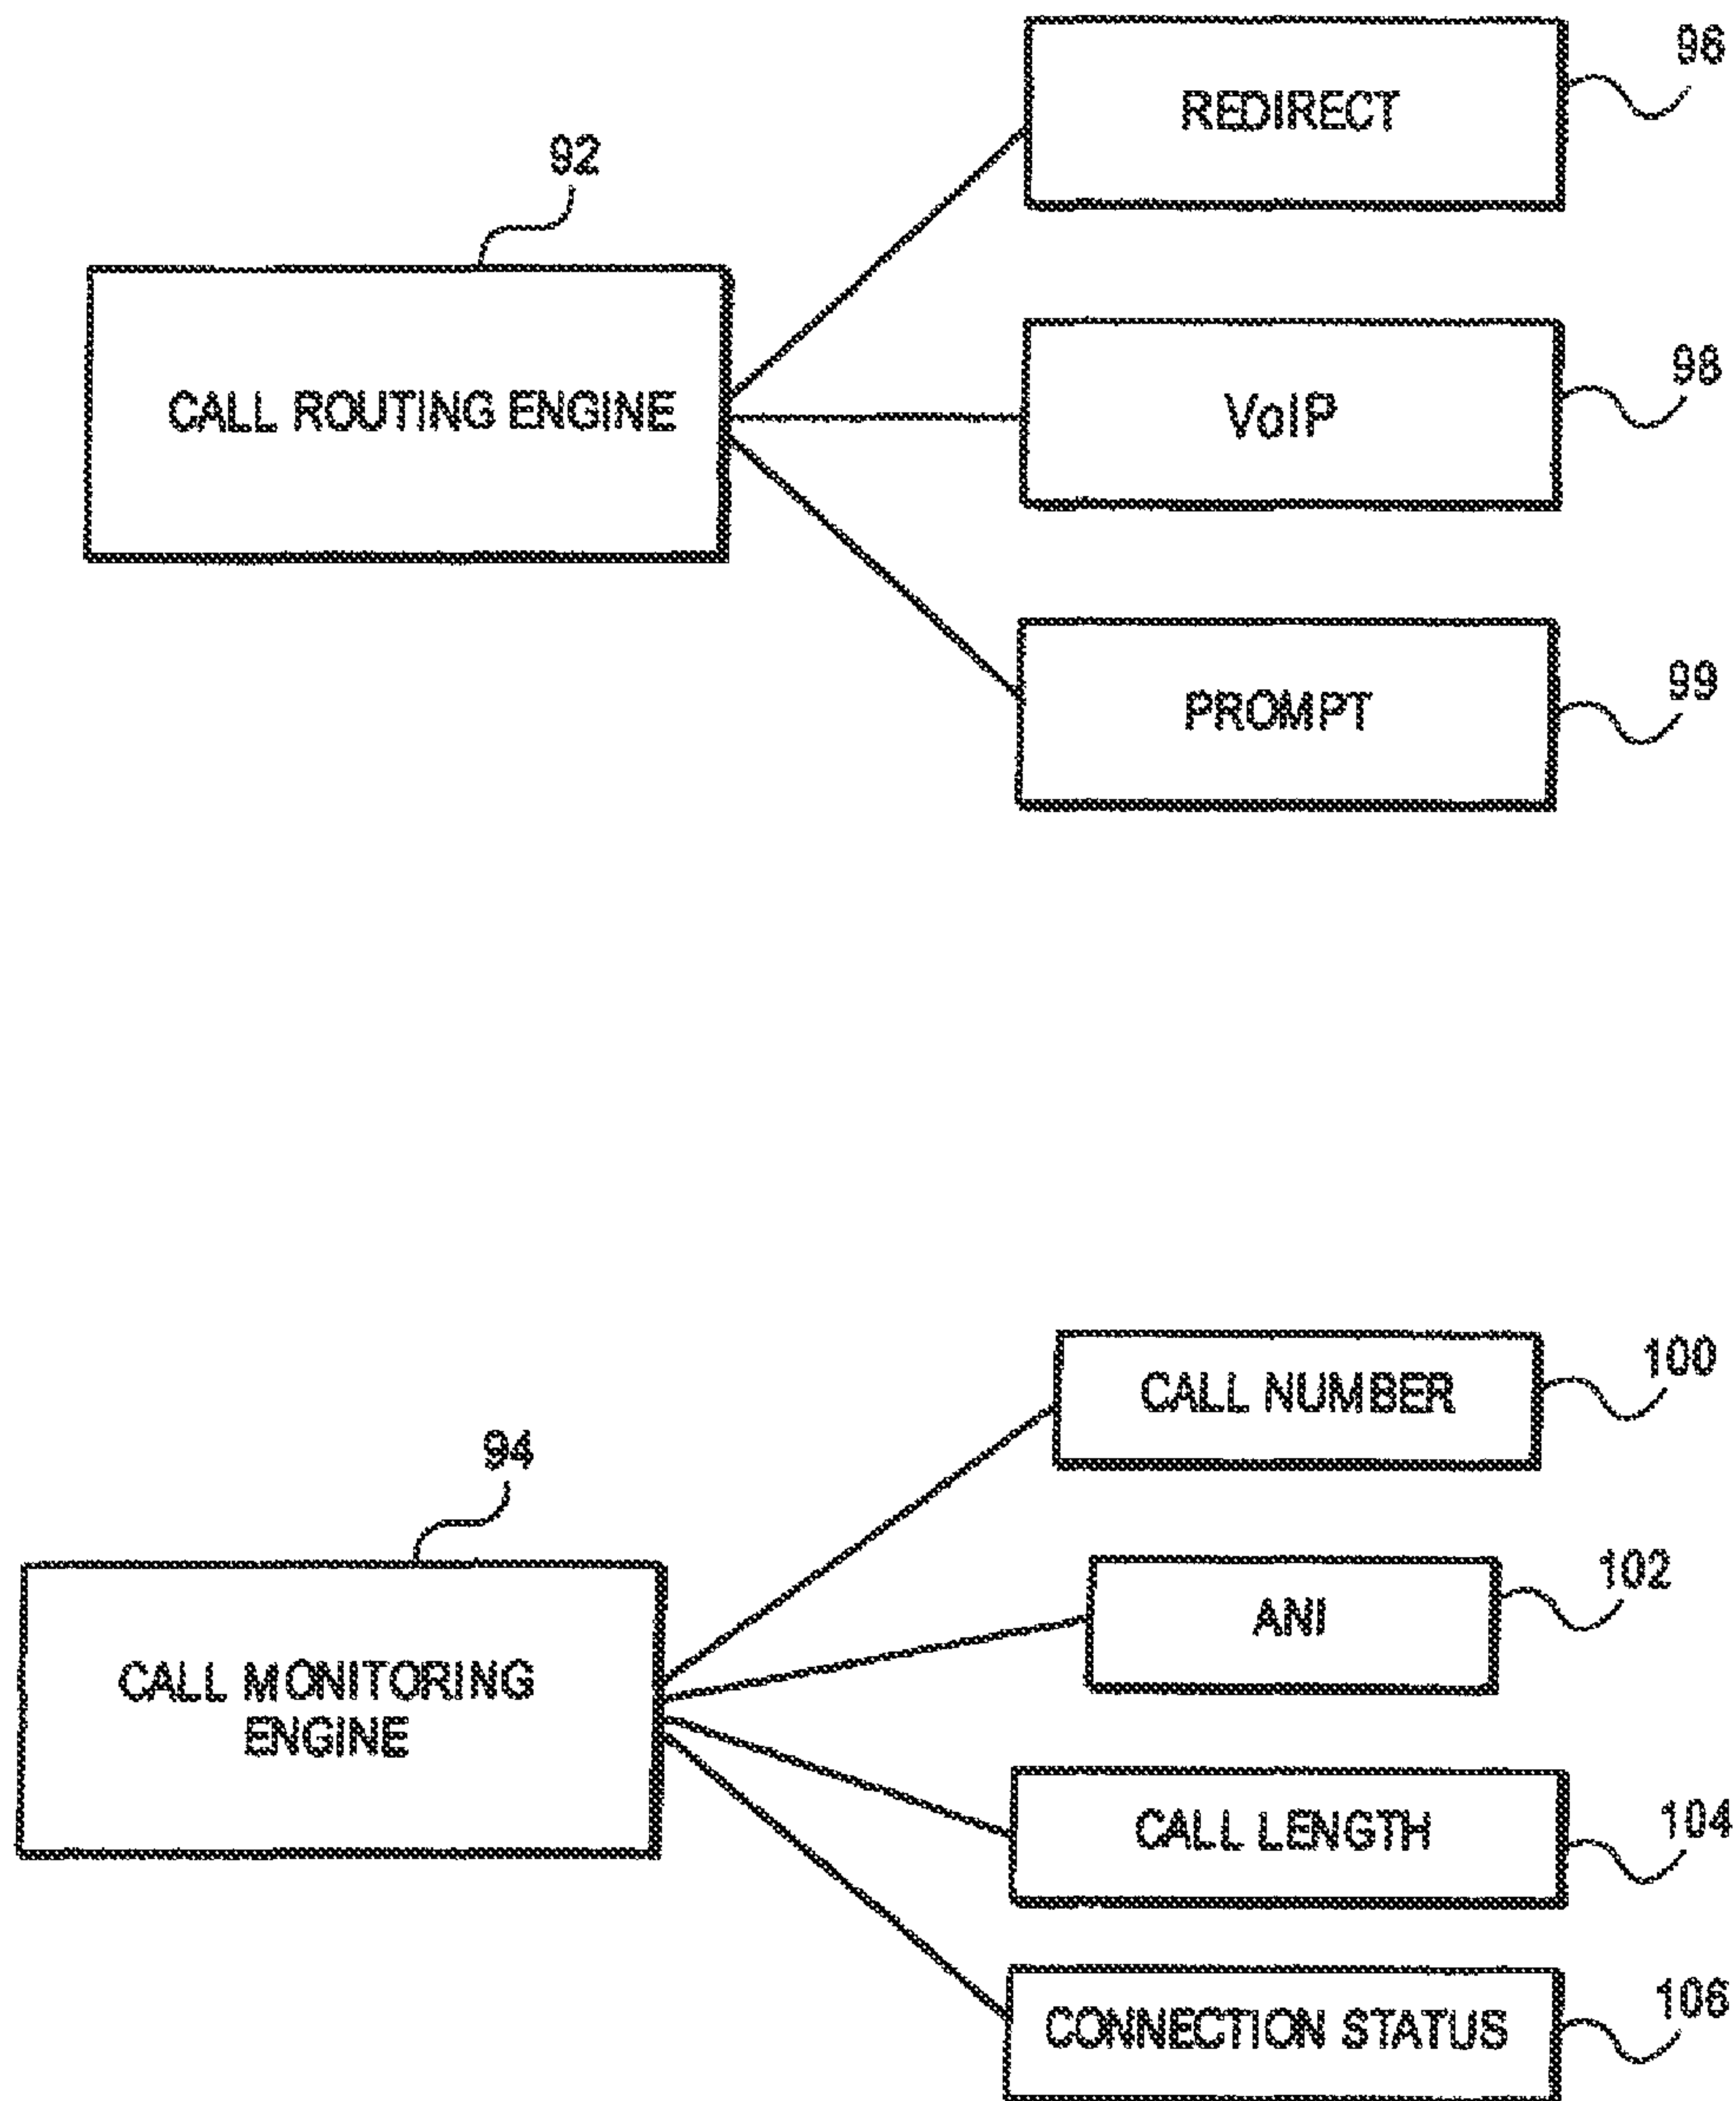 96
REDIRECT
92
CALL ROUTING ENGINE
98
VoIP
99
PROMPT
100
CALL NUMBER
94
102
ANI
CALL MONITORING
ENGINE
104
CALL LENGTH
106
CONNECTION STATUS